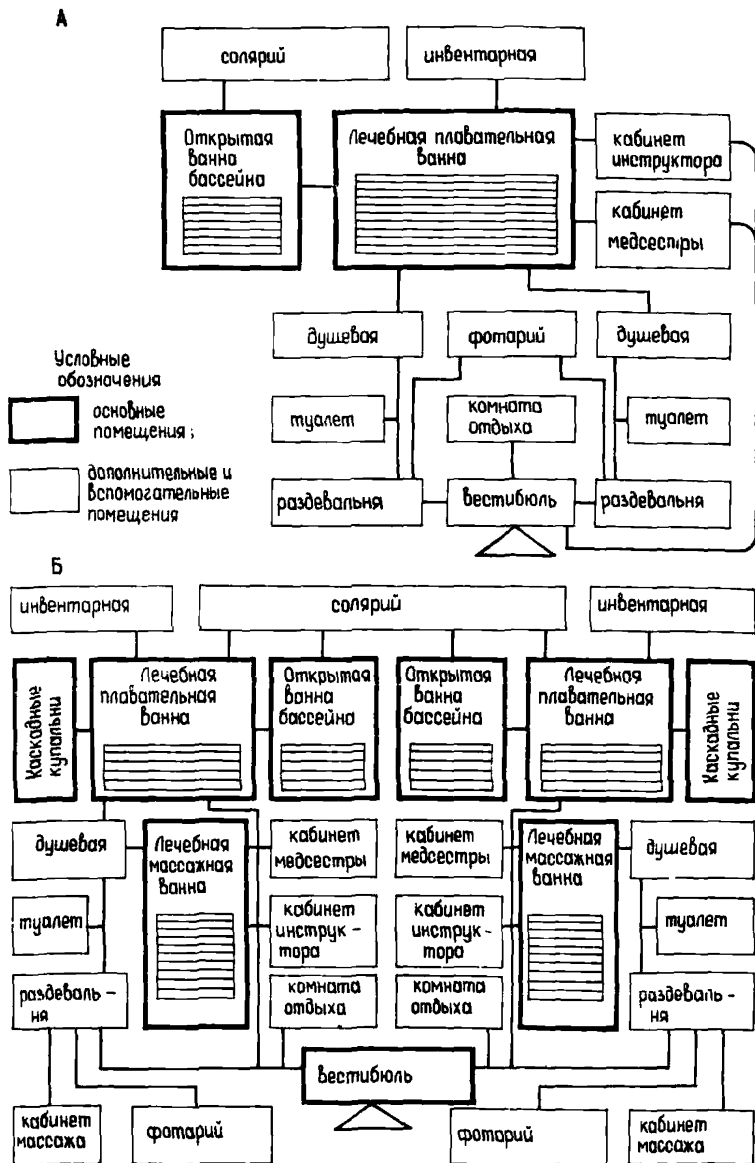 А
солярий
инвентарная
Открытая
ванна
бассейна
Лечебная плавательная
ванна
кабинет
инструктора
кабинет
медсестры
душевая
фотарий
душевая
Условные
обозначения
основные
помещения;
туалет
комната
отдыха
туалет
дополнительные и
вспомогательные
помещения
раздевальня
вестибюль
раздевальня
Б
инвентарная
солярий
инвентарная
Каскадные
купальни
Лечебная
плавательная
ванна
Открытая
ванна
бассейна
Открытая
ванна
бассейна
Лечебная
плавательная
ванна
Каскадные
купальни
душевая
Лечебная
массажная
ванна
кабинет
медсестры
кабинет
медсестры
Лечебная
массажная
ванна
душевая
туалет
кабинет
инструк-
тора
кабинет
инструк-
тора
туалет
раздеваль-
ня
комната
отдыха
комната
отдыха
раздеваль-
ня
вестибюль
кабинет
массажа
фотарий
фотарий
кабинет
массажа